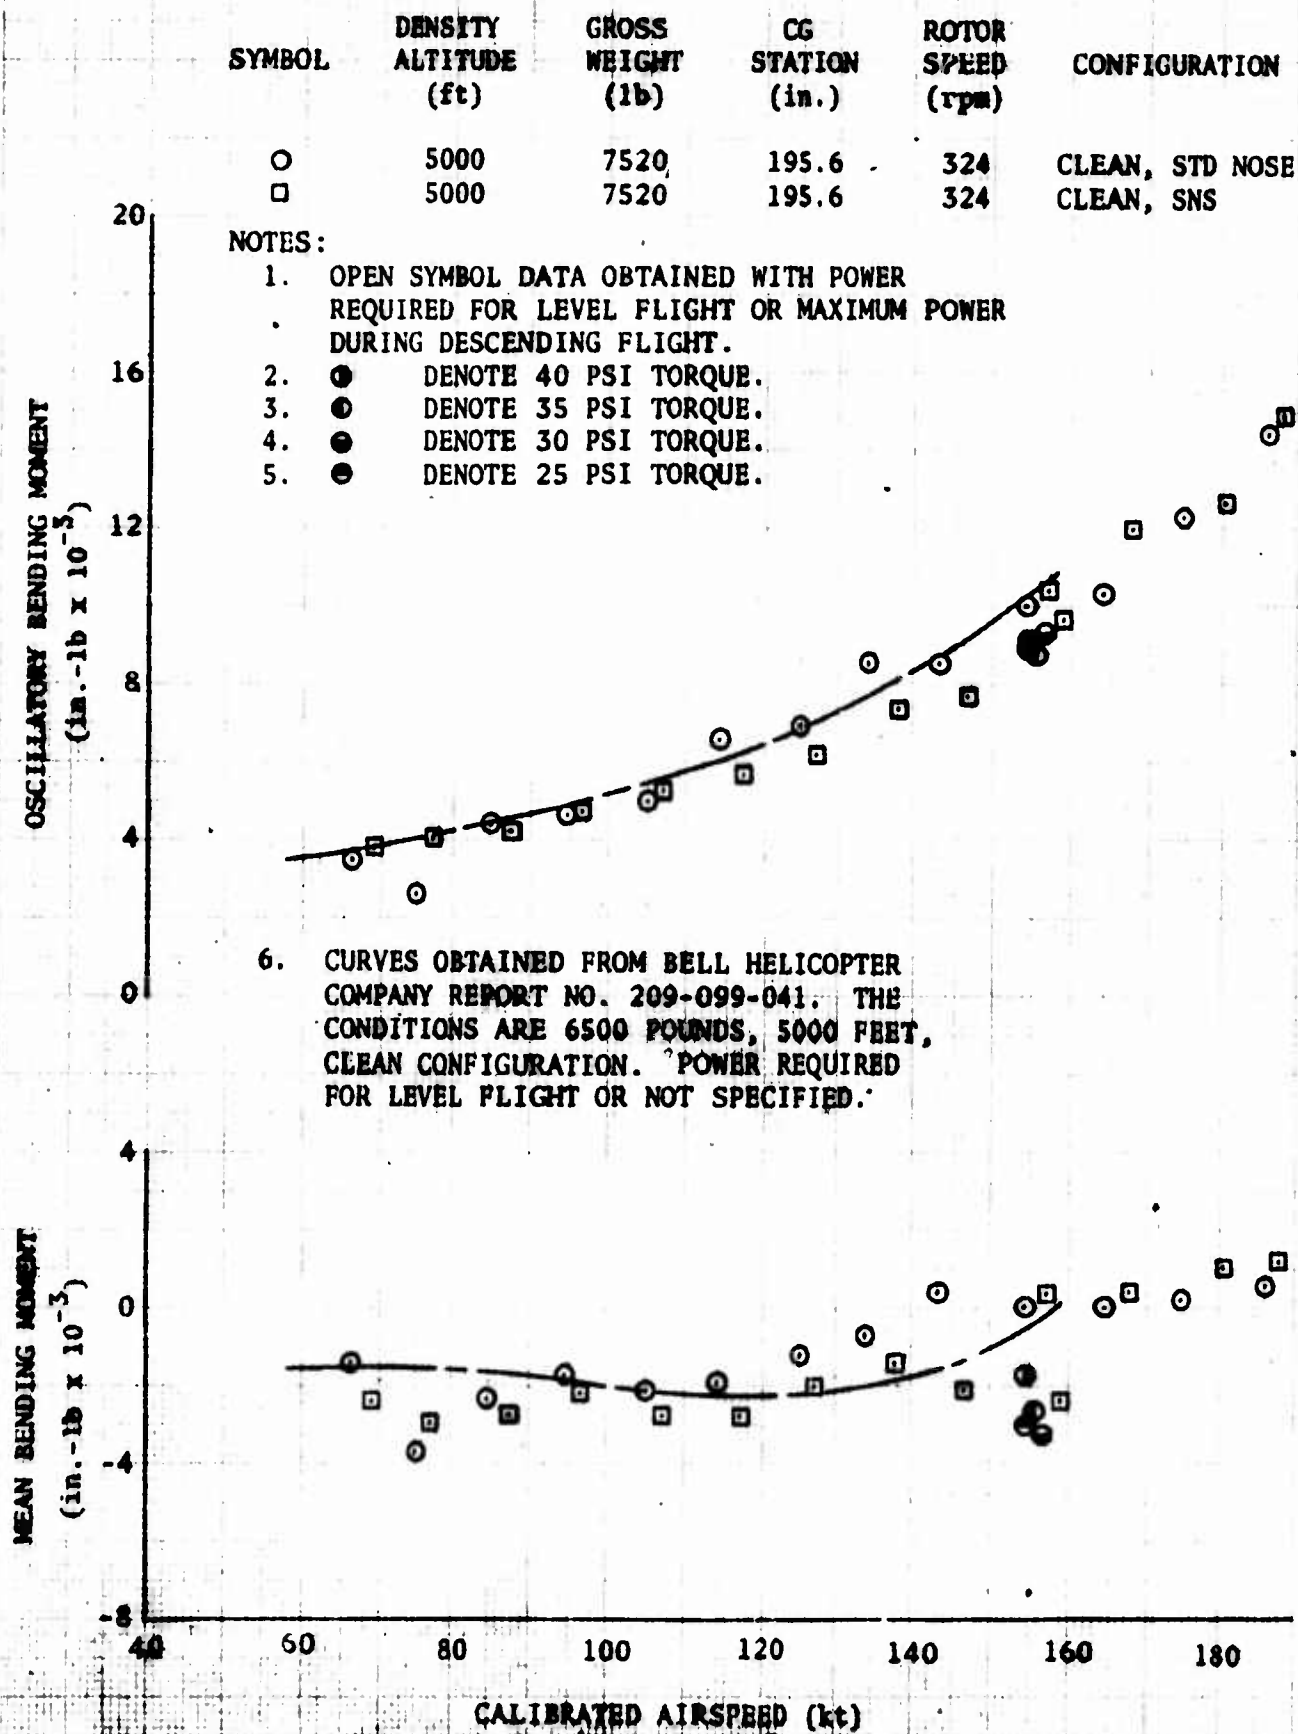 SYMBOL DENSITY ALTITUDE (ft) GROSS WEIGHT (lb) CG STATION (in.) ROTOR SPEED (rpm) CONFIGURATION
○ 5000 7520 195.6 324 CLEAN, STD NOSE
□ 5000 7520 195.6 324 CLEAN, SNS
NOTES:
1. OPEN SYMBOL DATA OBTAINED WITH POWER
REQUIRED FOR LEVEL FLIGHT OR MAXIMUM POWER
DURING DESCENDING FLIGHT.
2. ◑ DENOTE 40 PSI TORQUE.
3. ◐ DENOTE 35 PSI TORQUE.
4. ◒ DENOTE 30 PSI TORQUE.
5. ◓ DENOTE 25 PSI TORQUE.
OSCILLATORY BENDING MOMENT
(in.-lb x 10⁻³)
20
16
12
8
4
0
6. CURVES OBTAINED FROM BELL HELICOPTER
COMPANY REPORT NO. 209-099-041. THE
CONDITIONS ARE 6500 POUNDS, 5000 FEET,
CLEAN CONFIGURATION. POWER REQUIRED
FOR LEVEL FLIGHT OR NOT SPECIFIED.
MEAN BENDING MOMENT
(in.-lb x 10⁻³)
4
0
-4
-8
40 60 80 100 120 140 160 180
CALIBRATED AIRSPEED (kt)